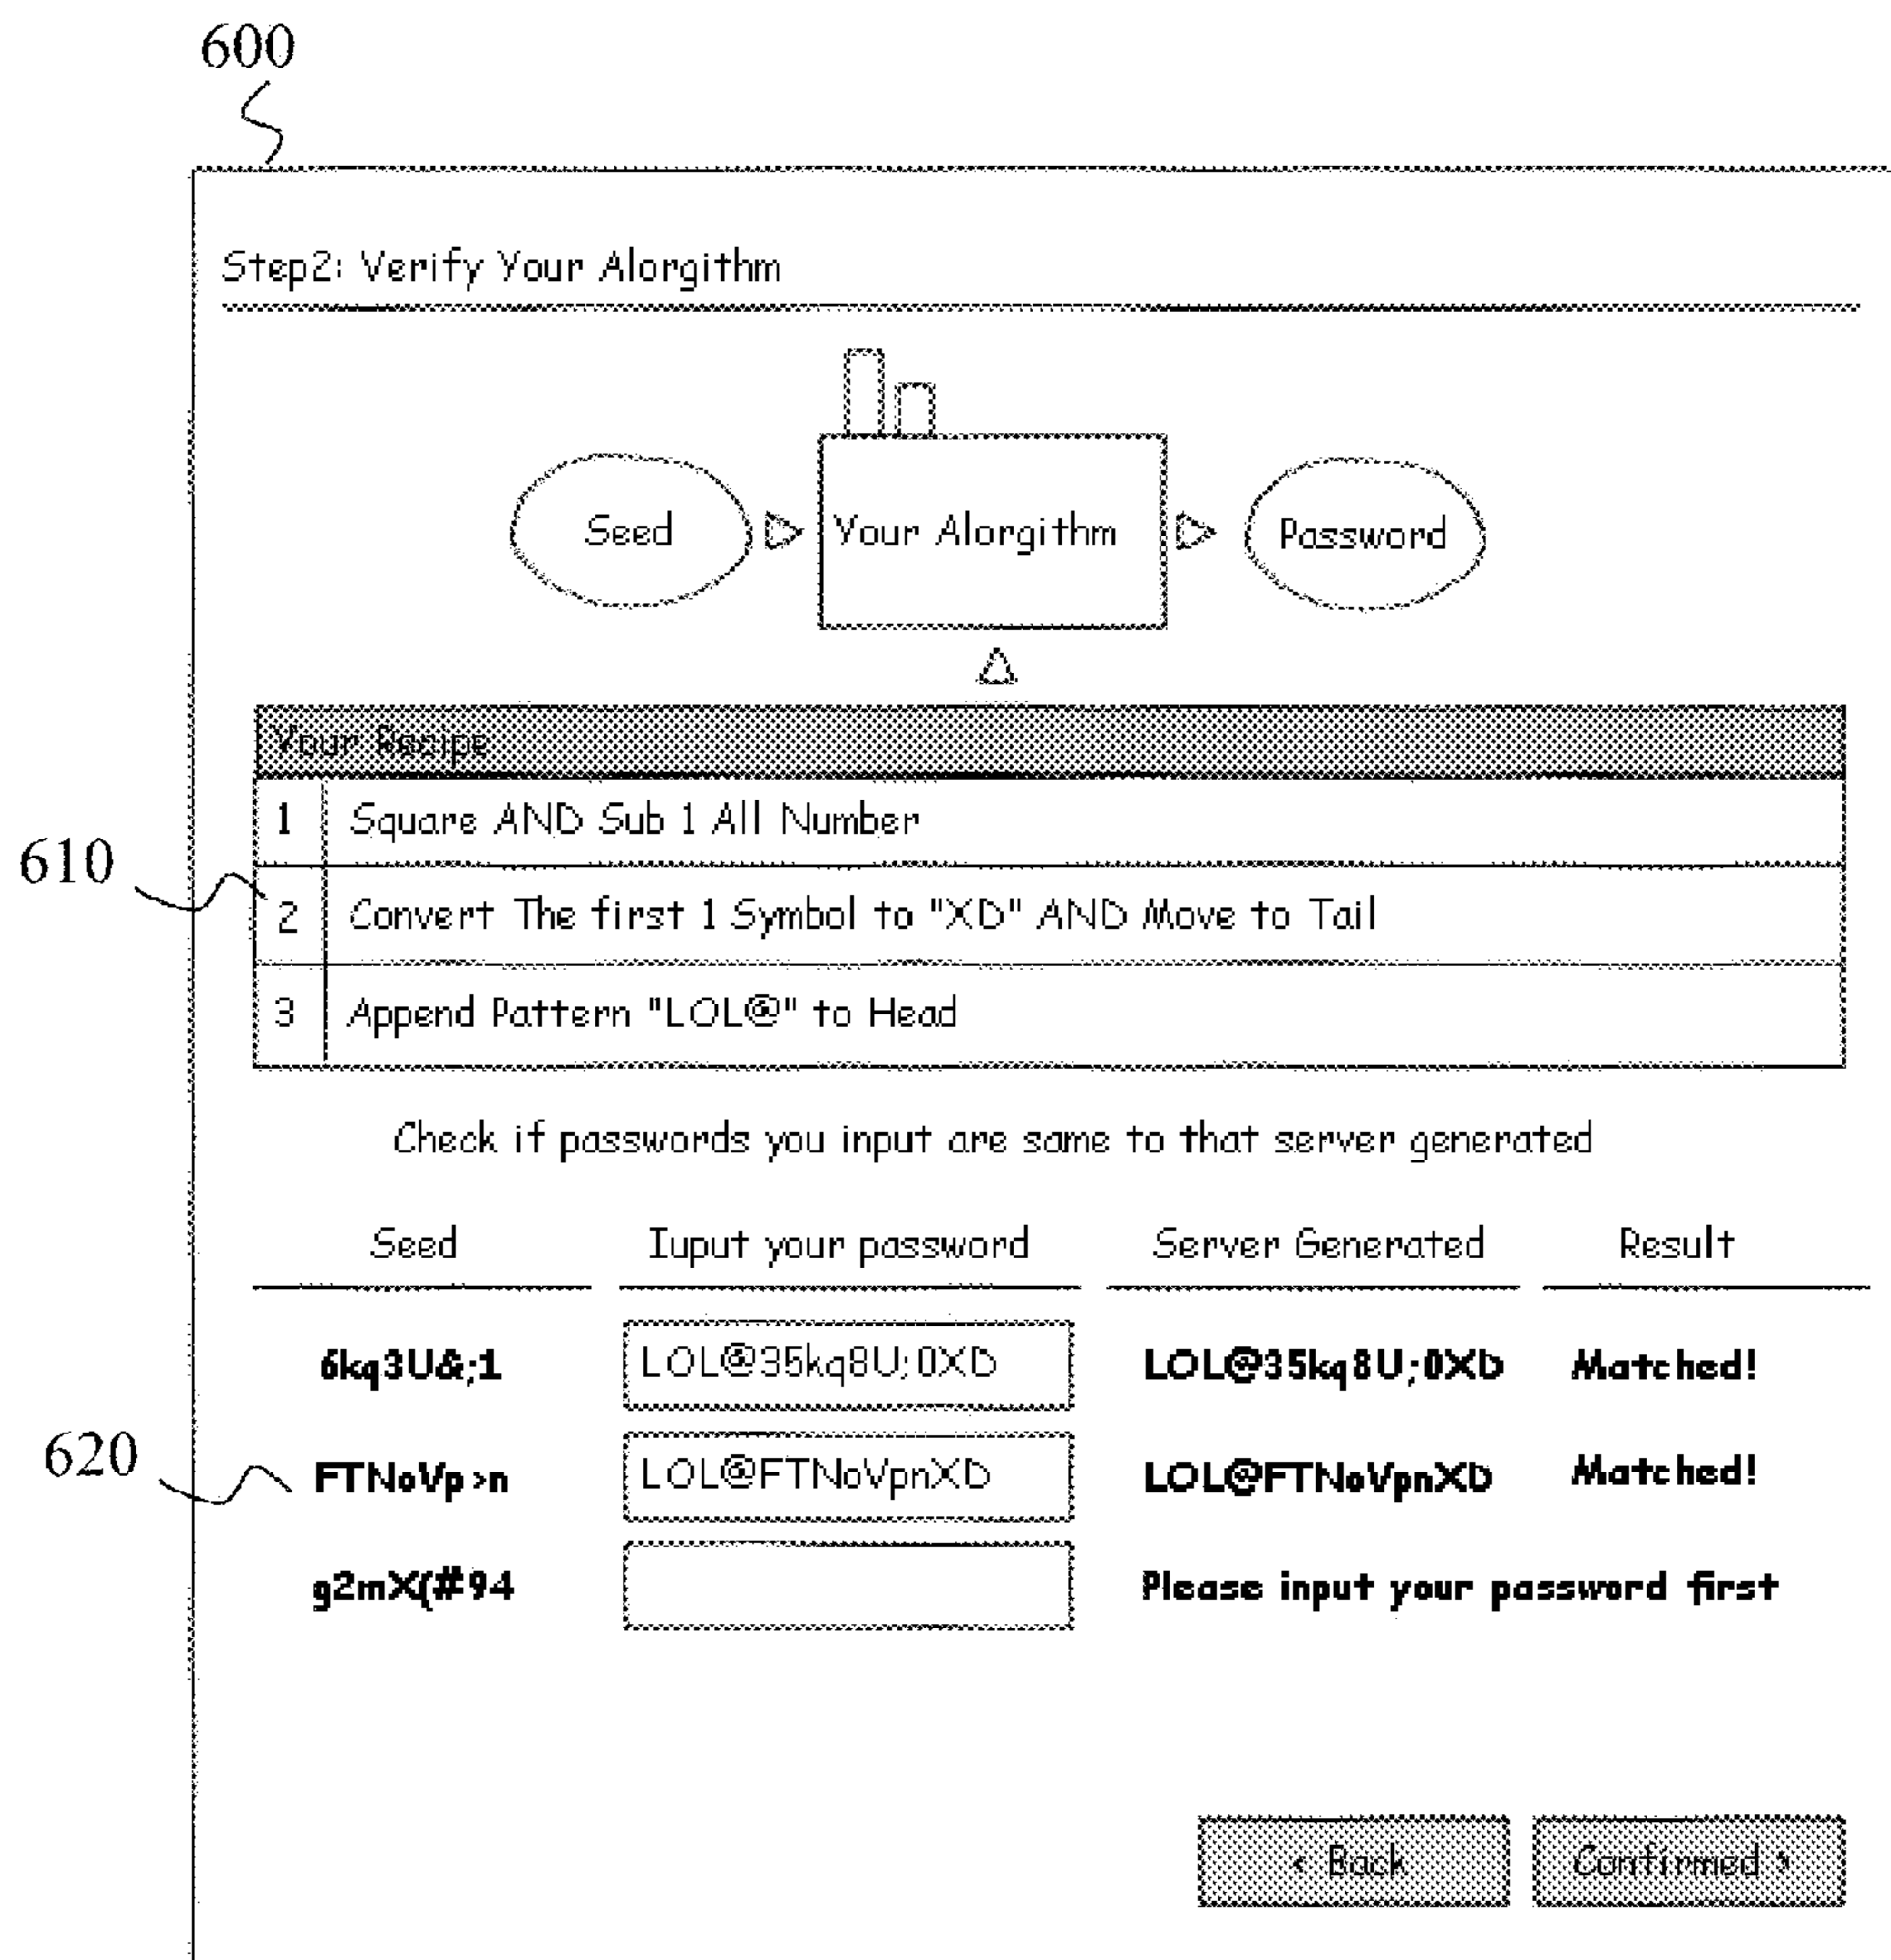 600
Step2: Verify Your Alorgithm
Seed Your Alorgithm Password
Your Recipe
1 Square AND Sub 1 All Number
610
2 Convert The first 1 Symbol to "XD" AND Move to Tail
3 Append Pattern "LOL@" to Head
Check if passwords you input are same to that server generated
Seed Iuput your password Server Generated Result
6kq3U&;1 LOL@35kq8U;0XD LOL@35kq8U;0XD Matched!
620
FTNoVp>n LOL@FTNoVpnXD LOL@FTNoVpnXD Matched!
g2mX(#94 Please input your password first
< Back Confirmed >